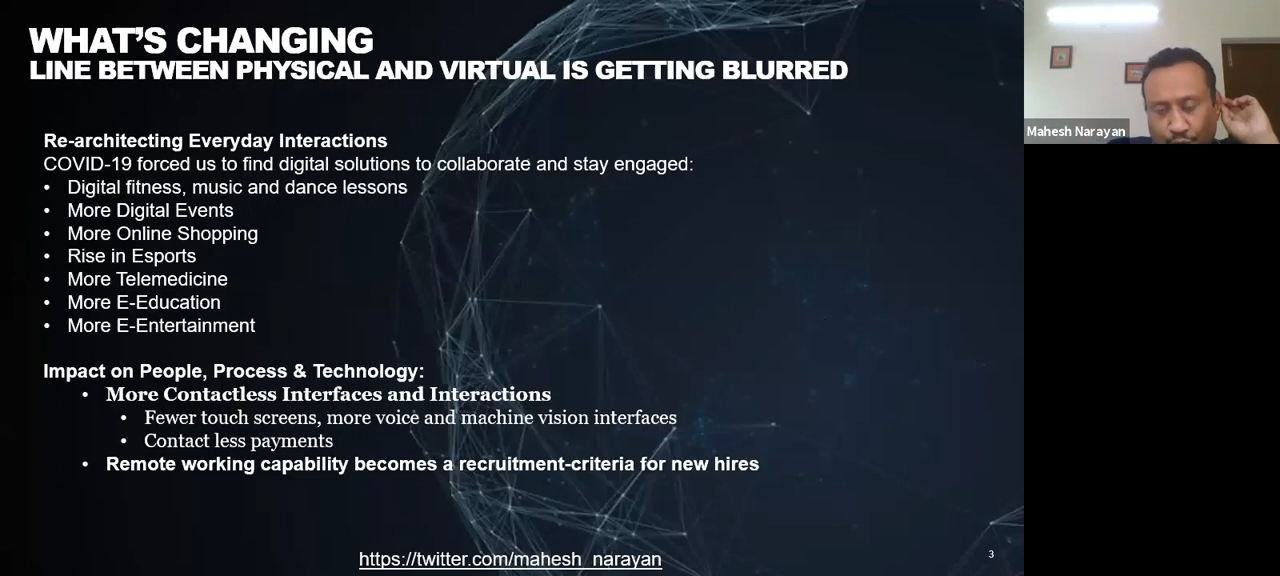 WHAT'S CHANGING
LINE BETWEEN PHYSICAL AND VIRTUAL IS GETTING BLURRED
Re-architecting Everyday Interactions
COVID-19 forced us to find digital solutions to collaborate and stay engaged:
• Digital fitness, music and dance lessons
• More Digital Events
• More Online Shopping
• Rise in Esports
• More Telemedicine
• More E-Education
• More E-Entertainment
Impact on People, Process & Technology:
• More Contactless Interfaces and Interactions
• Fewer touch screens, more voice and machine vision interfaces
• Contact less payments
• Remote working capability becomes a recruitment-criteria for new hires
https://twitter.com/mahesh_narayan
3
Mahesh Narayan